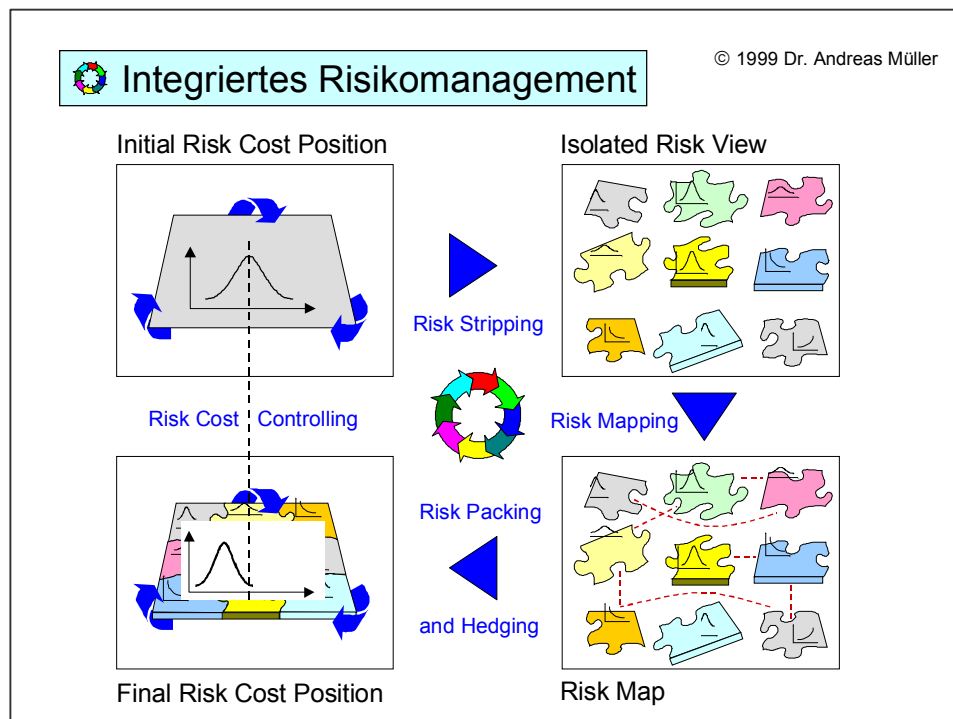 © 1999 Dr. Andreas Müller
Integriertes Risikomanagement
Initial Risk Cost Position
Isolated Risk View
Risk Stripping
Risk Cost Controlling
Risk Mapping
Risk Packing
and Hedging
Final Risk Cost Position
Risk Map